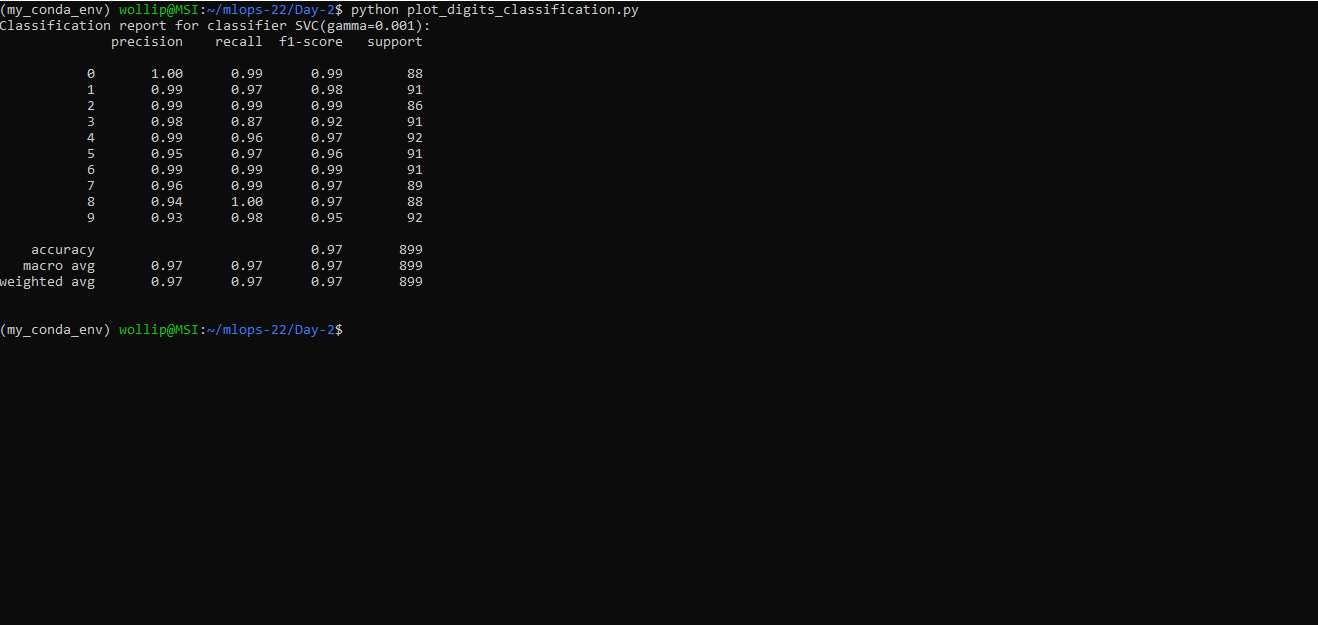 (my_conda_env) wollip@MSI:~/mlops-22/Day-2$ python plot_digits_classification.py
Classification report for classifier SVC(gamma=0.001):
              precision    recall  f1-score   support

           0       1.00      0.99      0.99        88
           1       0.99      0.97      0.98        91
           2       0.99      0.99      0.99        86
           3       0.98      0.87      0.92        91
           4       0.99      0.96      0.97        92
           5       0.95      0.97      0.96        91
           6       0.99      0.99      0.99        91
           7       0.96      0.99      0.97        89
           8       0.94      1.00      0.97        88
           9       0.93      0.98      0.95        92

    accuracy                           0.97       899
   macro avg       0.97      0.97      0.97       899
weighted avg       0.97      0.97      0.97       899

(my_conda_env) wollip@MSI:~/mlops-22/Day-2$